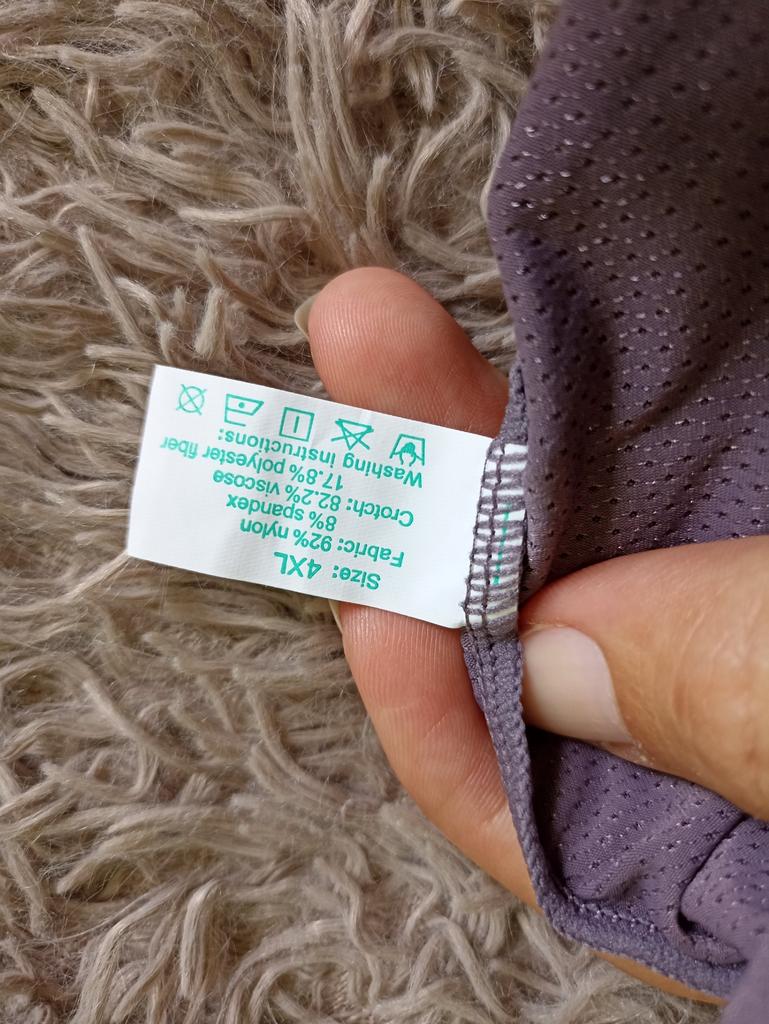 Size: 4XL
Fabric: 92% nylon
8% spandex
Crotch: 82.2% viscose
17.8% polyester fiber
Washing instructions: